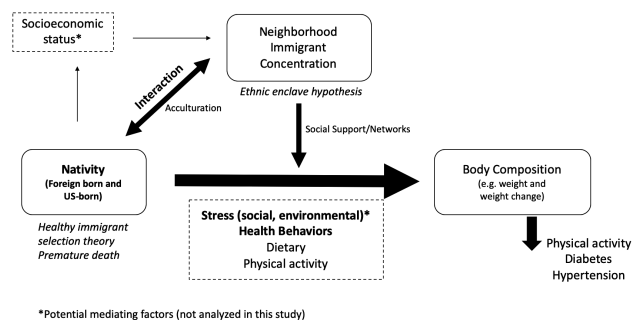 Socioeconomic
status*
Neighborhood
Immigrant
Concentration
Interaction
Acculturation
Ethnic enclave hypothesis
Social Support/Networks
Nativity
(Foreign born and
US-born)
Body Composition
(e.g. weight and
weight change)
Healthy immigrant
selection theory
Premature death
Stress (social, environmental)*
Health Behaviors
Dietary
Physical activity
Physical activity
Diabetes
Hypertension
*Potential mediating factors (not analyzed in this study)